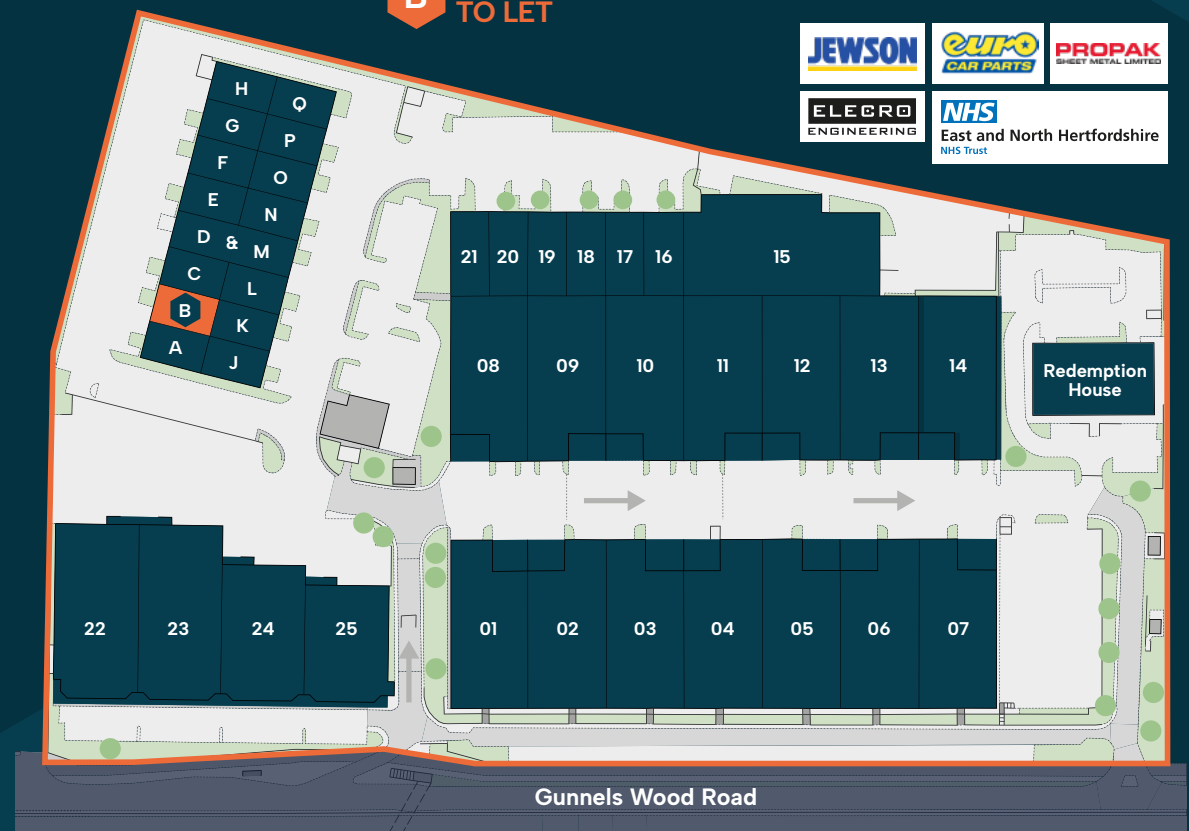 B
TO LET
JEWSON
euro
CAR PARTS
PROPAK
SHEET METAL LIMITED
ELECRO
ENGINEERING
NHS
East and North Hertfordshire
NHS Trust
H Q
G P
F O
E N
D & M
C L
B K
A J
21 20 19 18 17 16 15
08 09 10 11 12 13 14
Redemption
House
22 23 24 25
01 02 03 04 05 06 07
Gunnels Wood Road